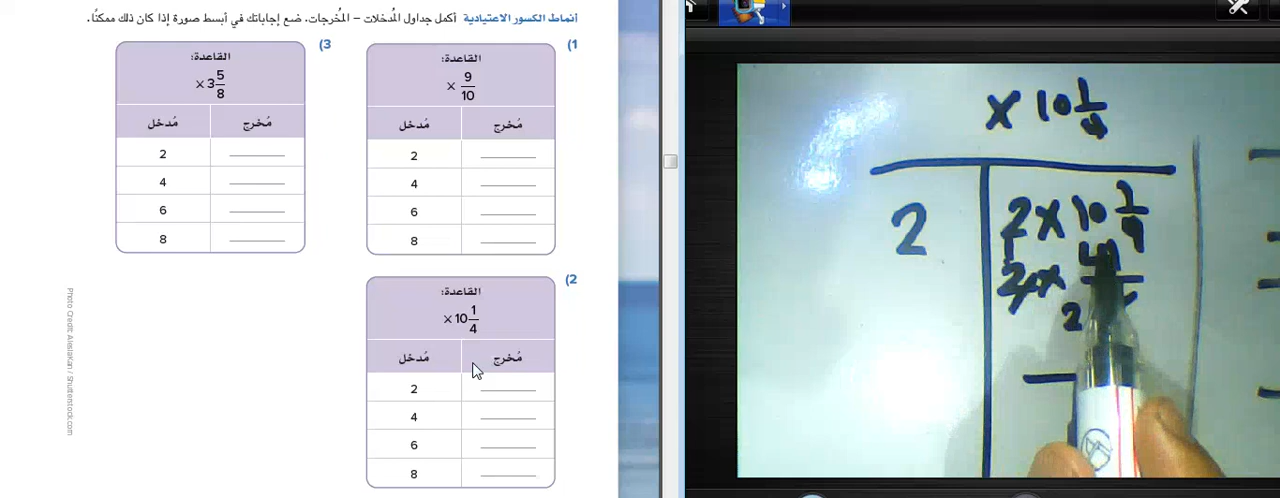 أنماط الكسور الاعتيادية أكمل جداول المُدخلات – المُخرجات. ضع إجاباتك في أبسط صورة إذا كان ذلك ممكنًا.
(1
القاعدة:
× 9/10
مُدخل مُخرج
2
4
6
8
(2
القاعدة:
× 10 1/4
مُدخل مُخرج
2
4
6
8
(3
القاعدة:
× 3 5/8
مُدخل مُخرج
2
4
6
8
Photo Credit: AlesiaKan / Shutterstock.com
× 10 1/4
2
2 × 10 1/4
41
2